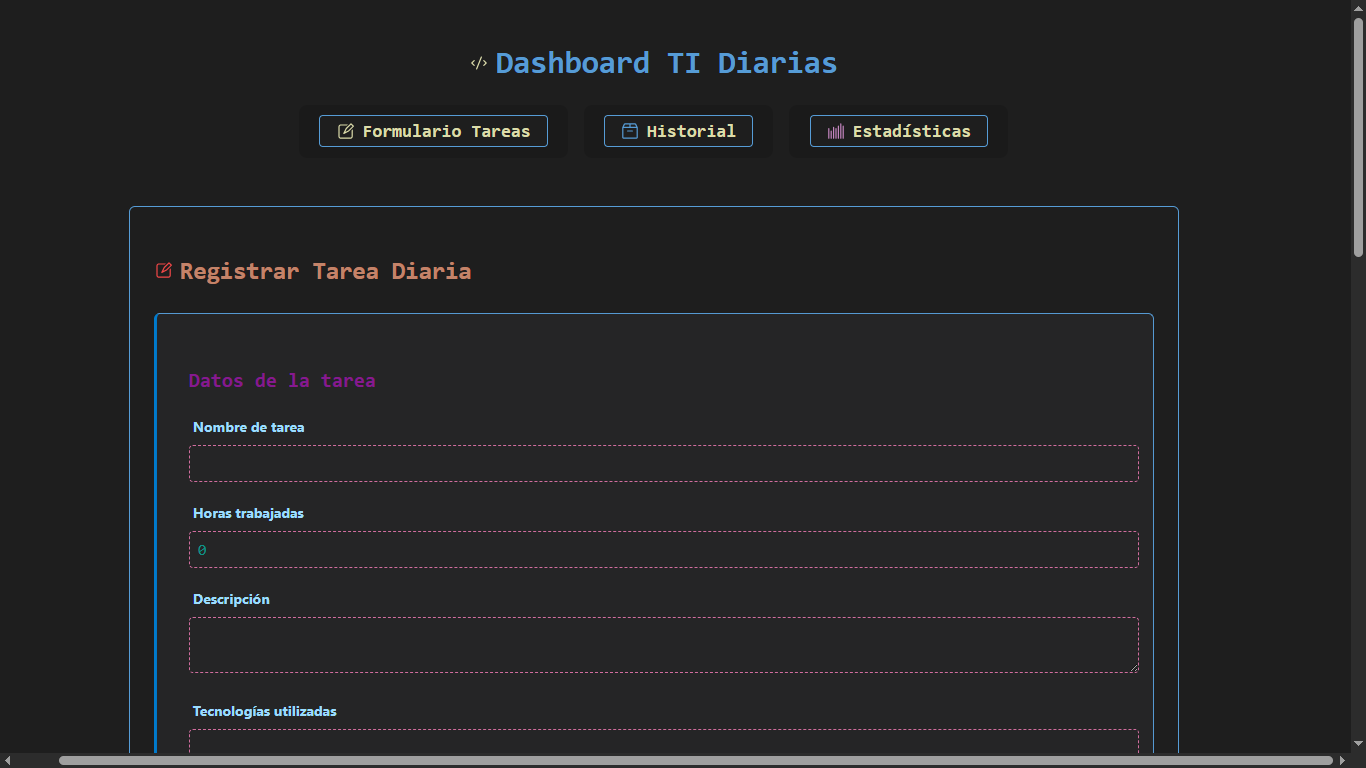 </> Dashboard TI Diarias
Formulario Tareas Historial Estadísticas
Registrar Tarea Diaria
Datos de la tarea
Nombre de tarea
Horas trabajadas
0
Descripción
Tecnologías utilizadas